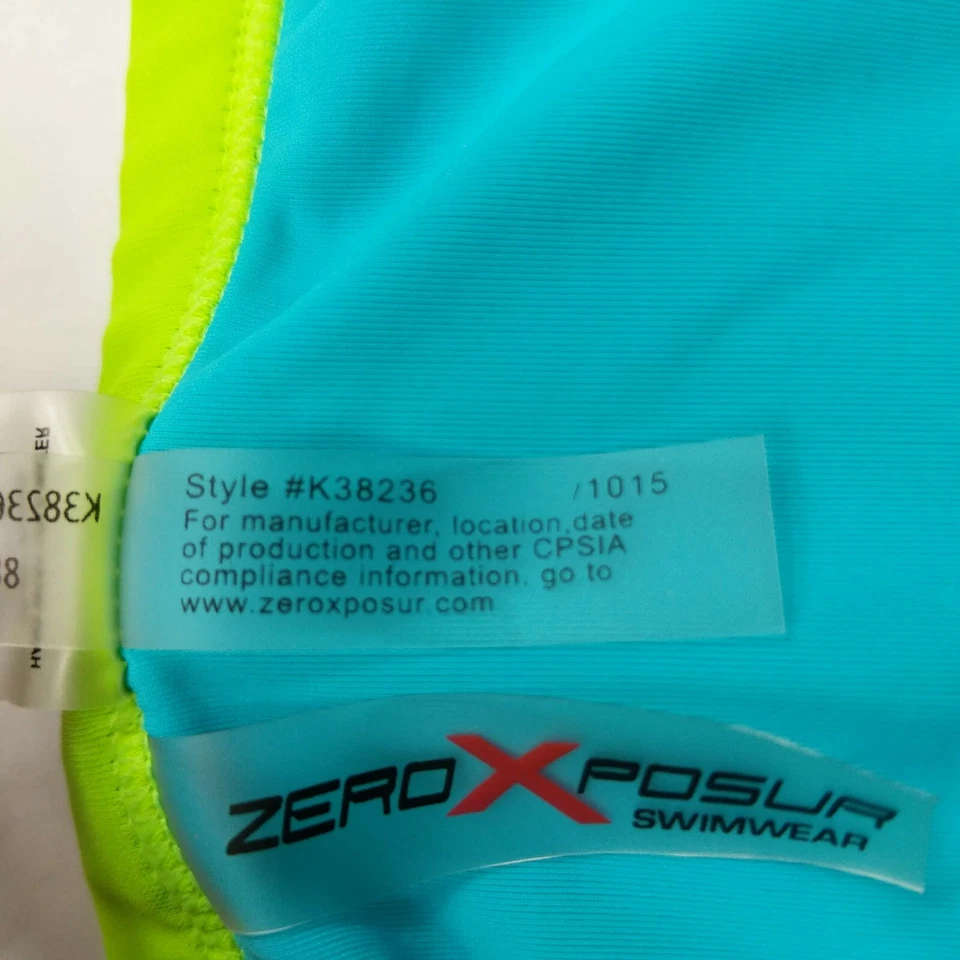 Style #K38236 /1015
For manufacturer, location,date
of production and other CPSIA
compliance information, go to
www.zeroxposur.com
ZEROXPOSUR
SWIMWEAR
K38236